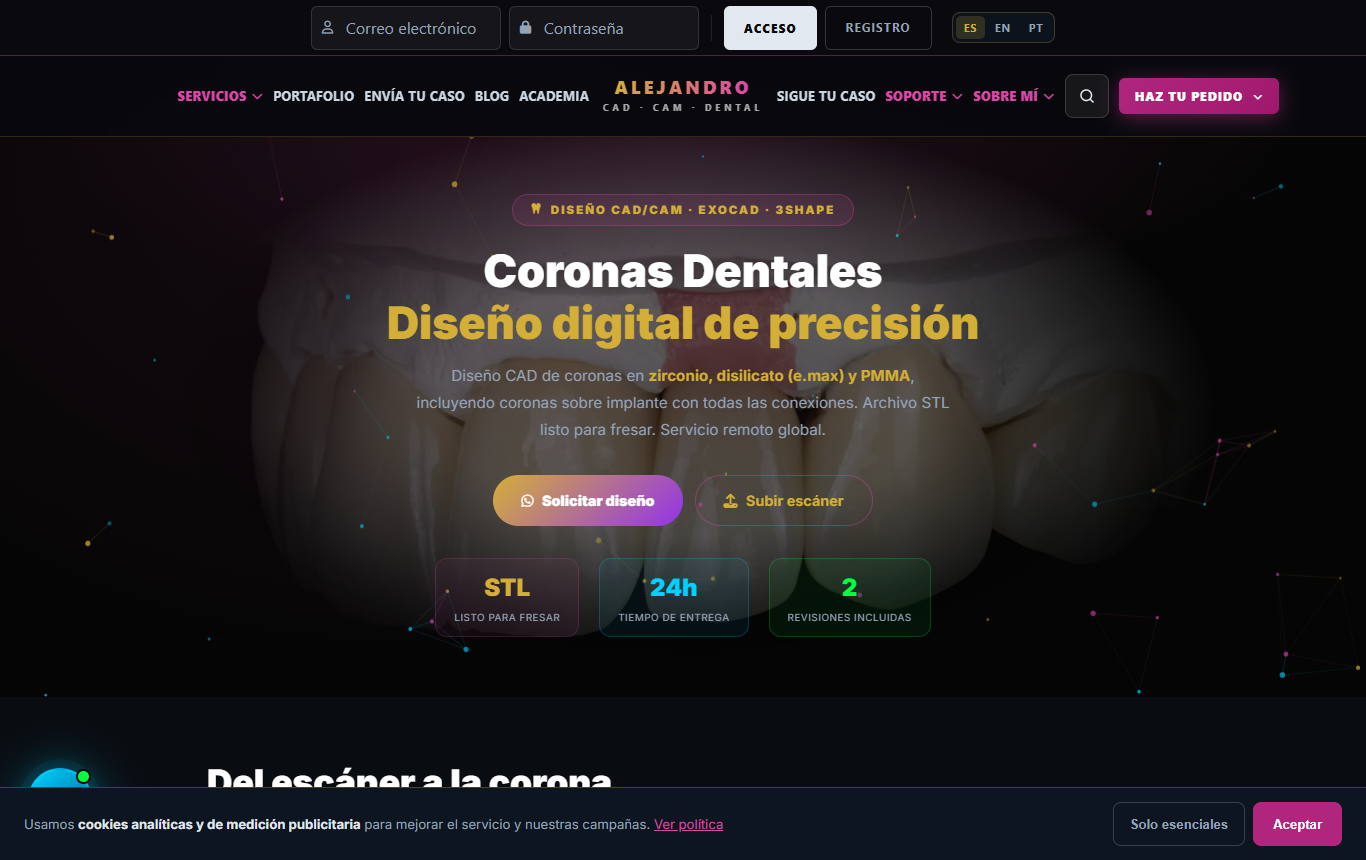 Correo electrónico
Contraseña
ACCESO
REGISTRO
ES EN PT
SERVICIOS
PORTAFOLIO
ENVÍA TU CASO
BLOG
ACADEMIA
ALEJANDRO
CAD · CAM · DENTAL
SIGUE TU CASO
SOPORTE
SOBRE MÍ
HAZ TU PEDIDO
DISEÑO CAD/CAM · EXOCAD · 3SHAPE
Coronas Dentales
Diseño digital de precisión
Diseño CAD de coronas en zirconio, disilicato (e.max) y PMMA,
incluyendo coronas sobre implante con todas las conexiones. Archivo STL
listo para fresar. Servicio remoto global.
Solicitar diseño
Subir escáner
STL
LISTO PARA FRESAR
24h
TIEMPO DE ENTREGA
2
REVISIONES INCLUIDAS
Del escáner a la corona
Usamos cookies analíticas y de medición publicitaria para mejorar el servicio y nuestras campañas. Ver política
Solo esenciales
Aceptar